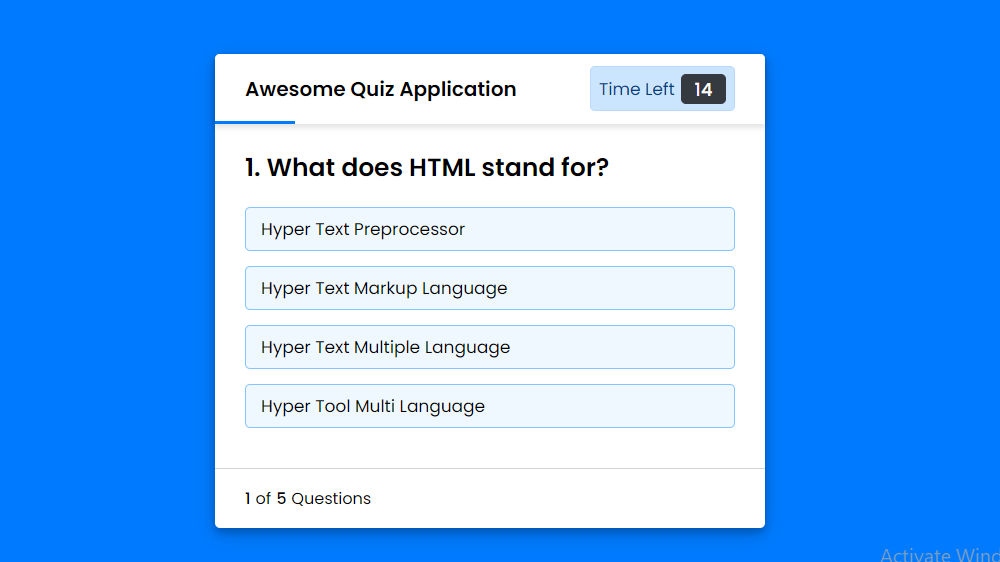 Awesome Quiz Application
Time Left 14
1. What does HTML stand for?
Hyper Text Preprocessor
Hyper Text Markup Language
Hyper Text Multiple Language
Hyper Tool Multi Language
1 of 5 Questions
Activate Wind